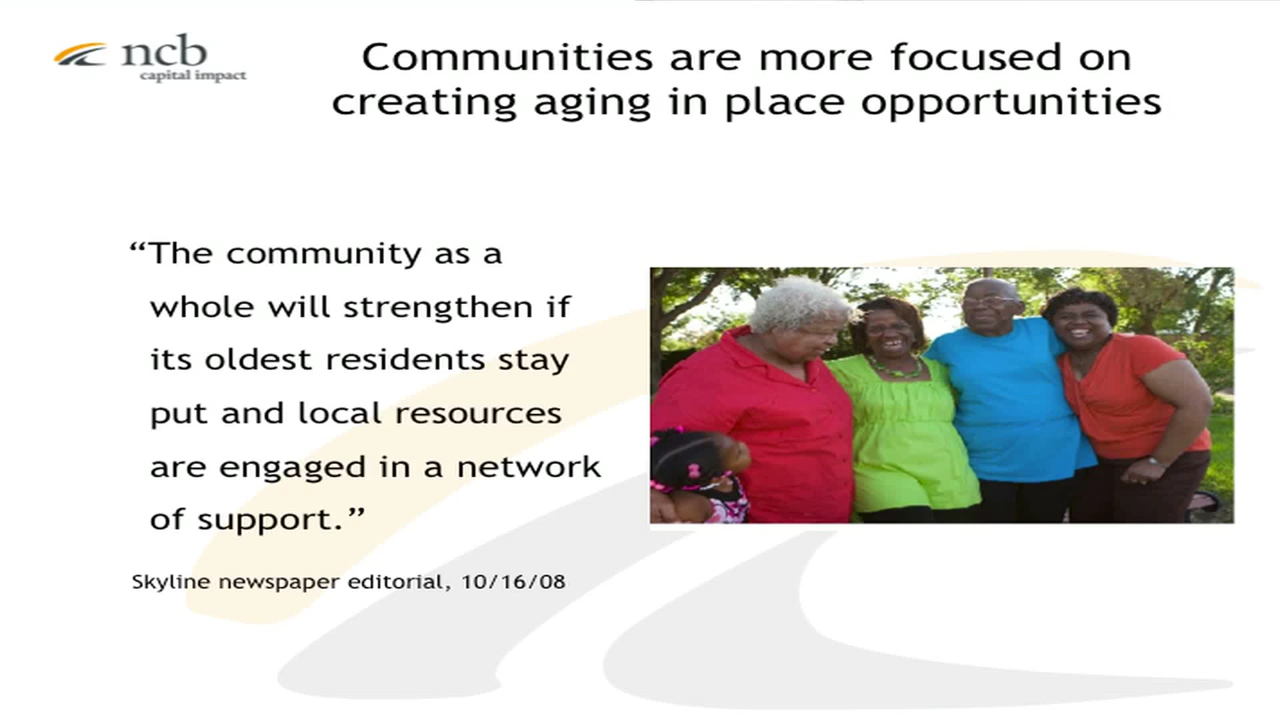 ncb
capital impact
Communities are more focused on
creating aging in place opportunities
“The community as a
whole will strengthen if
its oldest residents stay
put and local resources
are engaged in a network
of support.”
Skyline newspaper editorial, 10/16/08